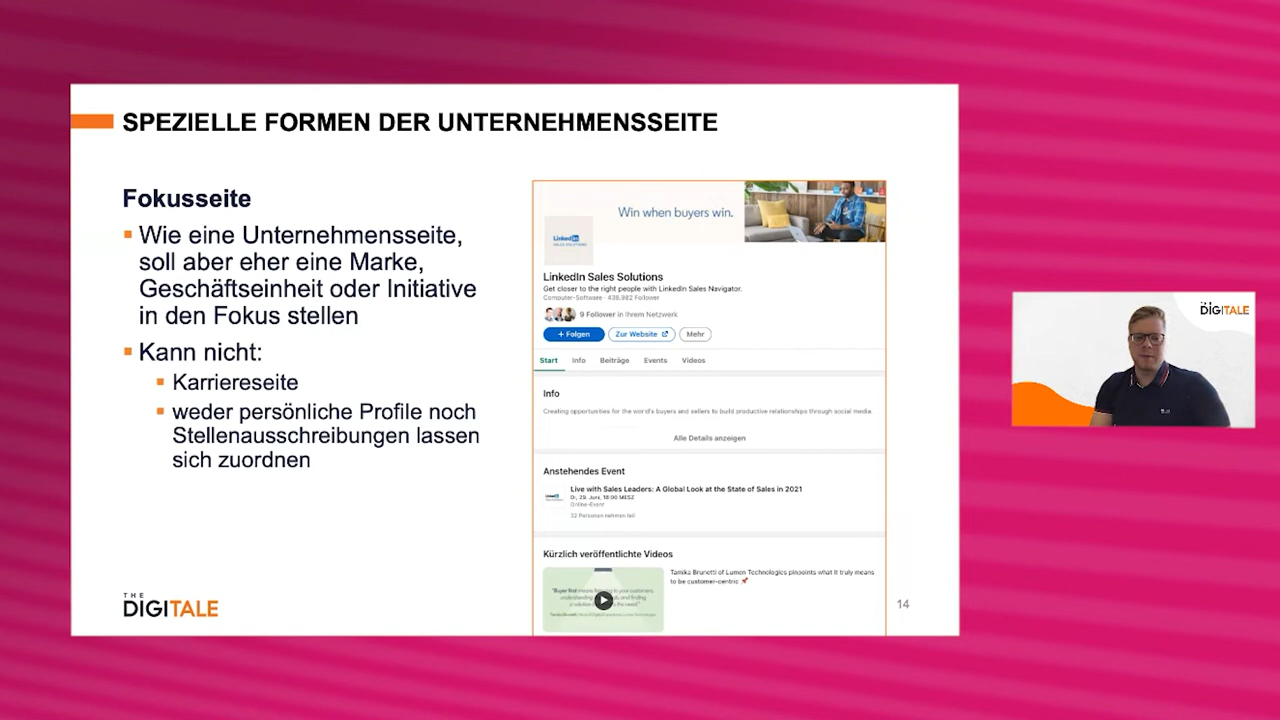 SPEZIELLE FORMEN DER UNTERNEHMENSSEITE
Fokusseite
Wie eine Unternehmensseite,
soll aber eher eine Marke,
Geschäftseinheit oder Initiative
in den Fokus stellen
Kann nicht:
Karriereseite
weder persönliche Profile noch
Stellenausschreibungen lassen
sich zuordnen
Win when buyers win.
LinkedIn
SALES SOLUTIONS
LinkedIn Sales Solutions
Get closer to the right people with LinkedIn Sales Navigator.
Computer-Software · 438.982 Follower
9 Follower in Ihrem Netzwerk
+ Folgen
Zur Website
Mehr
Start Info Beiträge Events Videos
Info
Creating opportunities for the world's buyers and sellers to build productive relationships through social media.
Alle Details anzeigen
Anstehendes Event
Live with Sales Leaders: A Global Look at the State of Sales in 2021
Di, 29. Juni, 18:00 MESZ
Online-Event
32 Personen nehmen teil
Kürzlich veröffentlichte Videos
Tamika Brunetti of Lumen Technologies pinpoints what it truly means
to be customer-centric
THE
DIGITALE
14
THE
DIGITALE